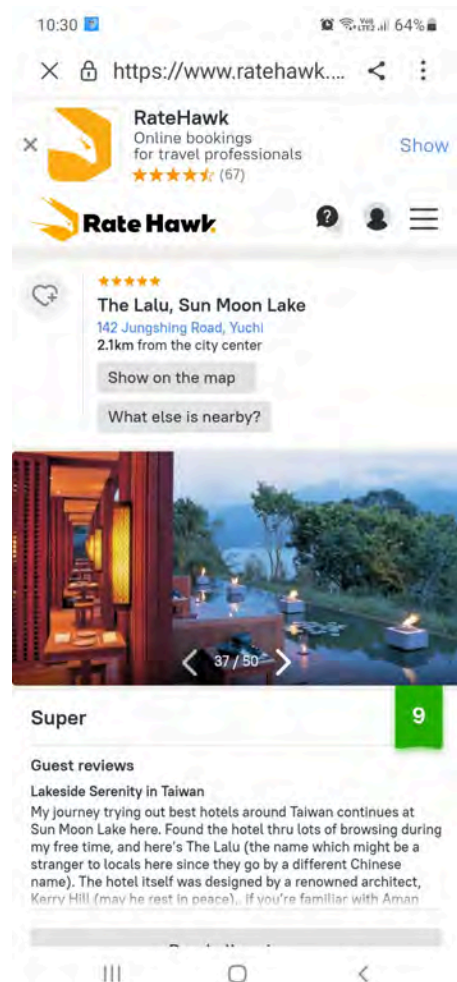 10:30
64%
https://www.ratehawk....
RateHawk
Online bookings
for travel professionals
Show
(67)
Rate Hawk.
The Lalu, Sun Moon Lake
142 Jungshing Road, Yuchi
2.1km from the city center
Show on the map
What else is nearby?
37 / 50
Super
9
Guest reviews
Lakeside Serenity in Taiwan
My journey trying out best hotels around Taiwan continues at
Sun Moon Lake here. Found the hotel thru lots of browsing during
my free time, and here's The Lalu (the name which might be a
stranger to locals here since they go by a different Chinese
name). The hotel itself was designed by a renowned architect,
Kerry Hill (may he rest in peace).. if you're familiar with Aman